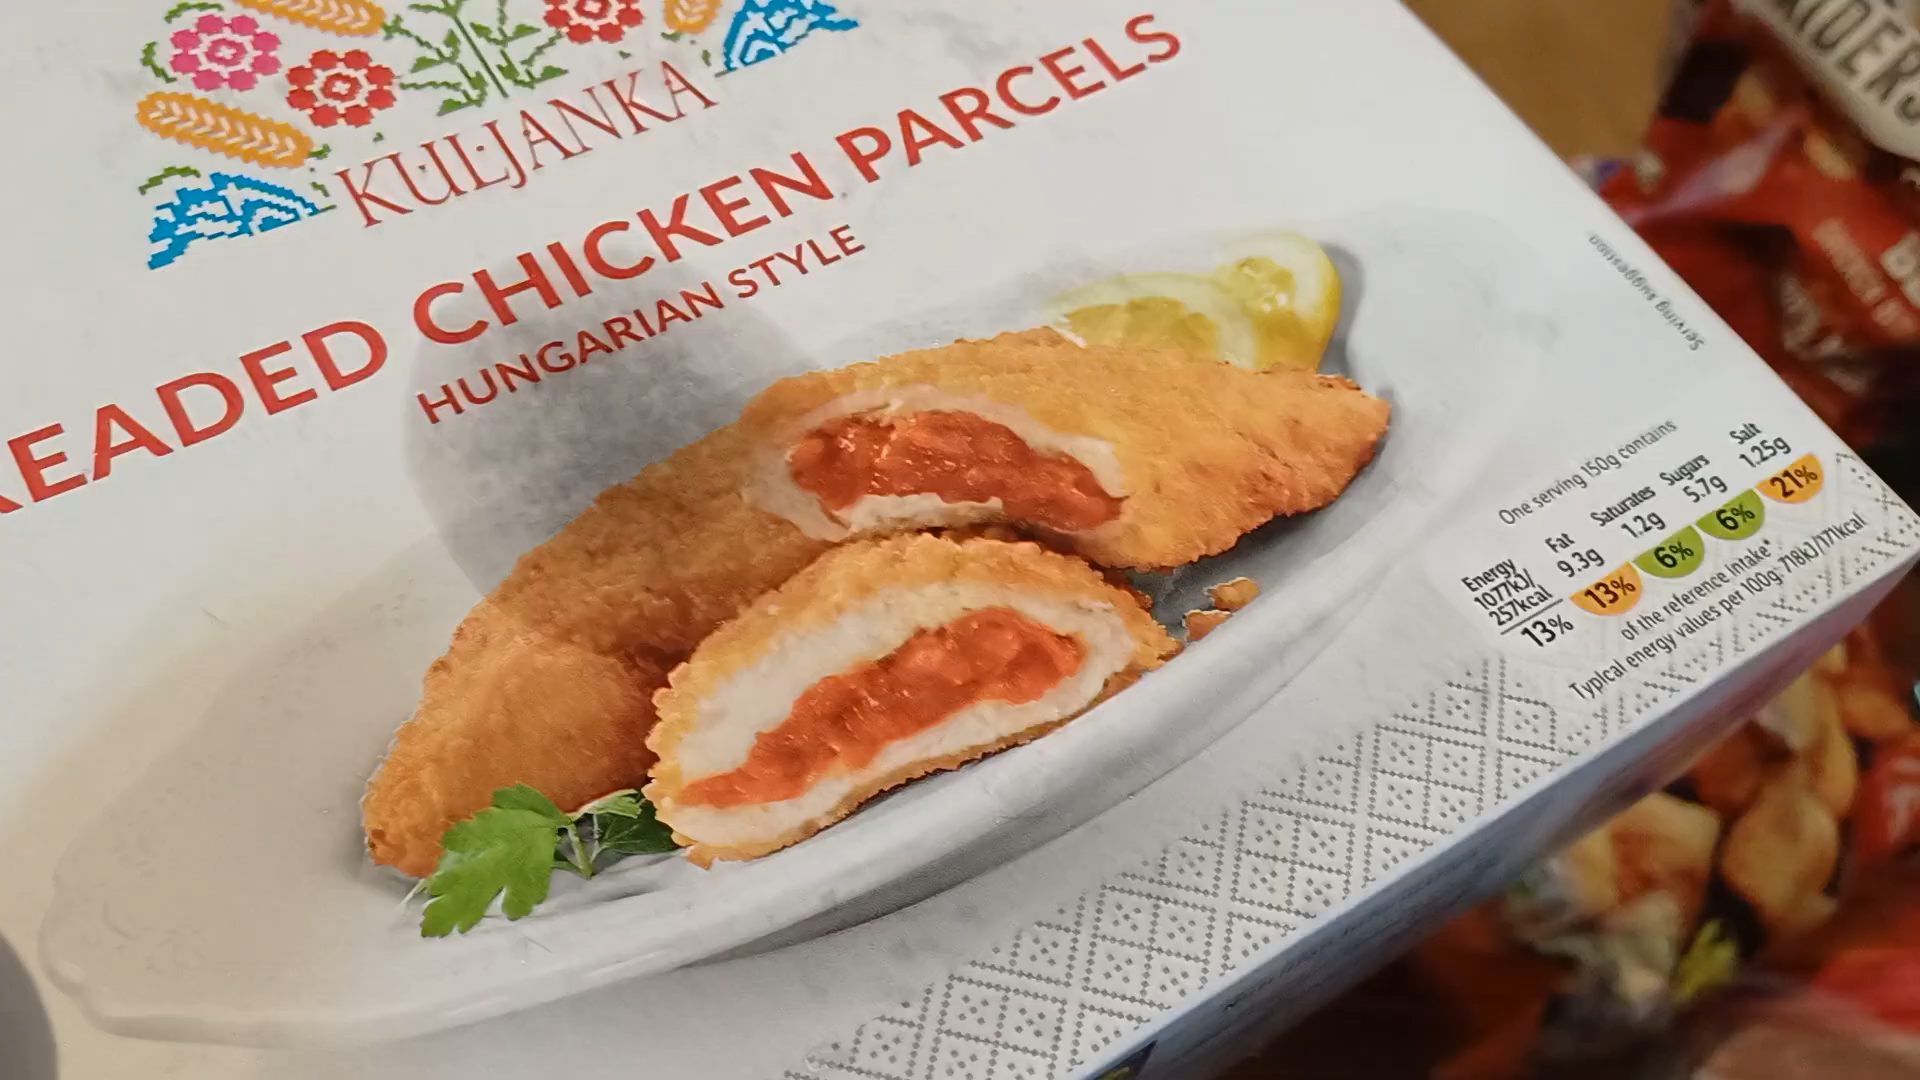 KULJANKA
READED CHICKEN PARCELS
HUNGARIAN STYLE
Serving suggestion
One serving 150g contains
Energy 1077kJ/ 257kcal 13%
Fat 9.3g 13%
Saturates 1.2g 6%
Sugars 5.7g 6%
Salt 1.25g 21%
of the reference intake*
Typical energy values per 100g: 718kJ/171kcal